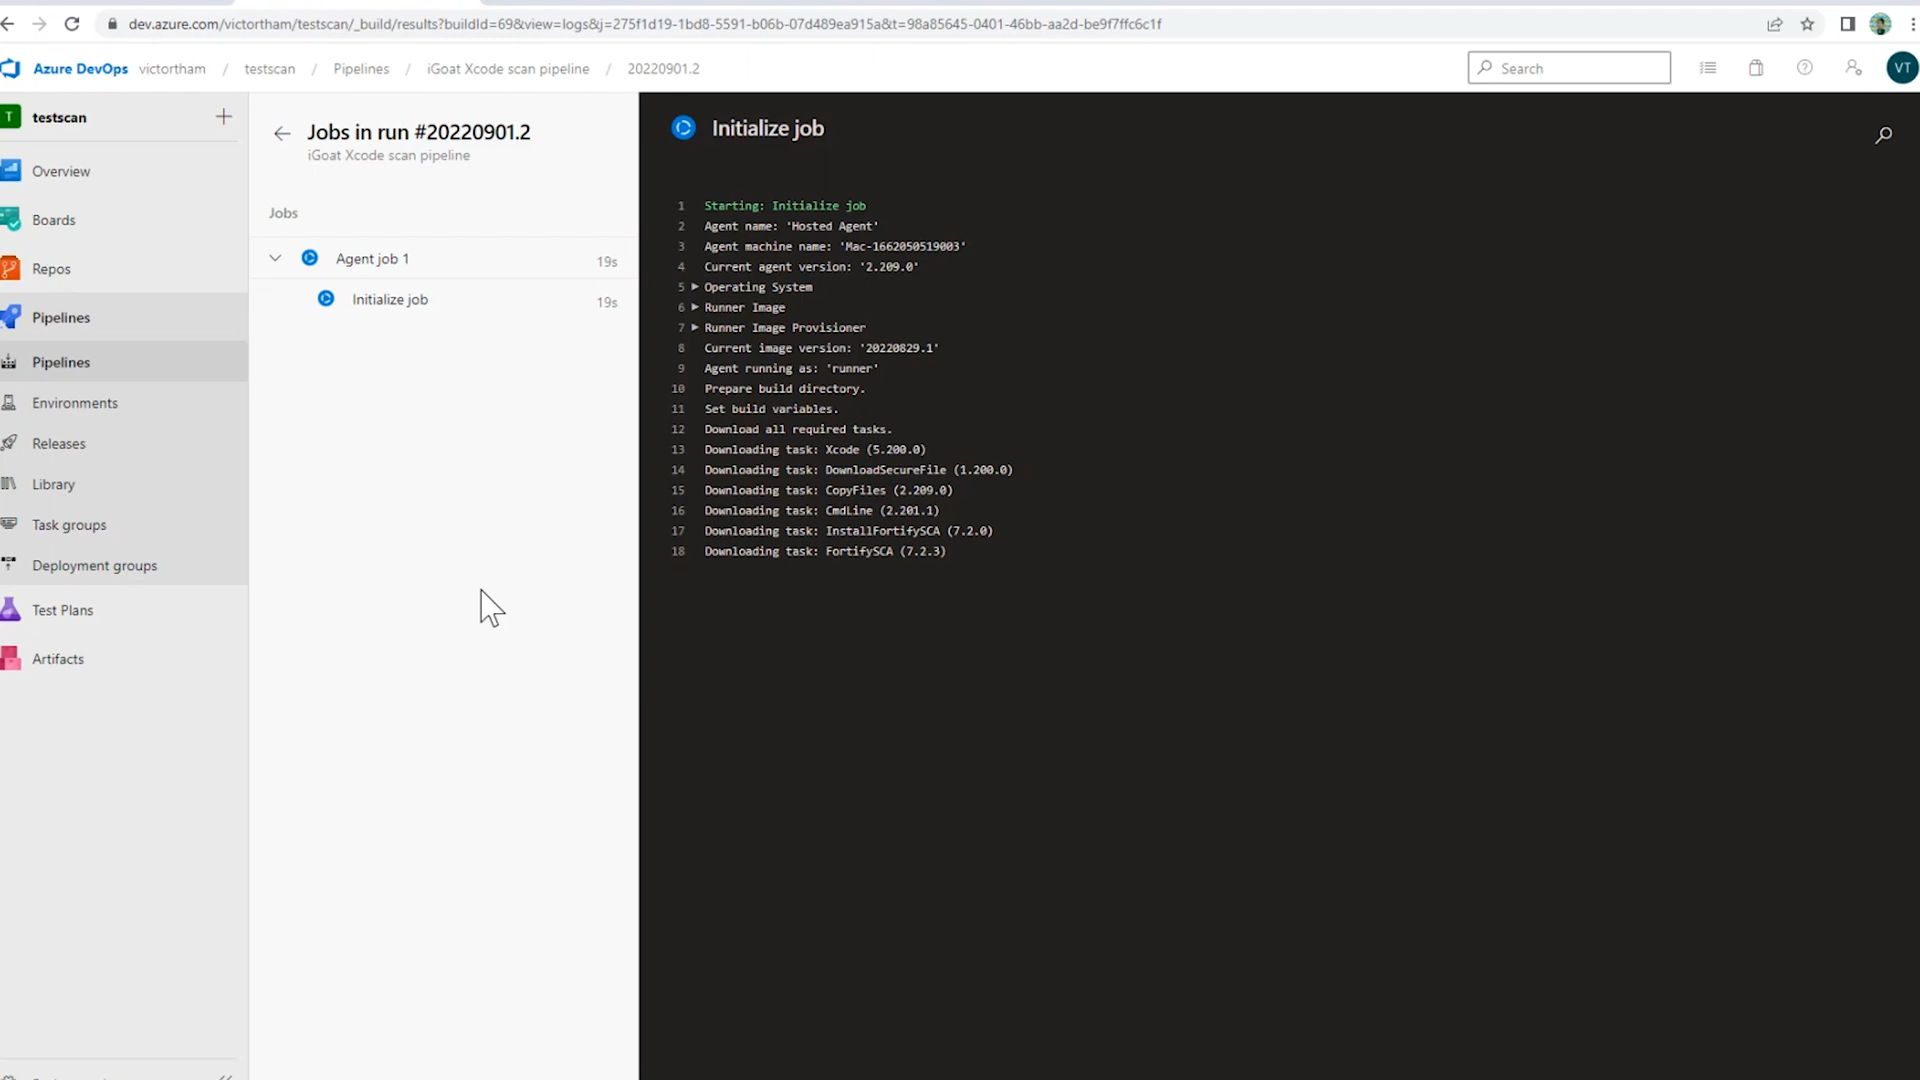 dev.azure.com/victortham/testscan/_build/results?buildId=69&view=logs&j=275f1d19-1bd8-5591-b06b-07d489ea915a&t=98a85645-0401-46bb-aa2d-be9f7ffc6c1f
Azure DevOps victortham / testscan / Pipelines / iGoat Xcode scan pipeline / 20220901.2
Search
VT
T testscan
Overview
Boards
Repos
Pipelines
Pipelines
Environments
Releases
Library
Task groups
Deployment groups
Test Plans
Artifacts
Jobs in run #20220901.2
iGoat Xcode scan pipeline
Jobs
Agent job 1 19s
Initialize job 19s
Initialize job
1 Starting: Initialize job
2 Agent name: 'Hosted Agent'
3 Agent machine name: 'Mac-1662050519003'
4 Current agent version: '2.209.0'
5 Operating System
6 Runner Image
7 Runner Image Provisioner
8 Current image version: '20220829.1'
9 Agent running as: 'runner'
10 Prepare build directory.
11 Set build variables.
12 Download all required tasks.
13 Downloading task: Xcode (5.200.0)
14 Downloading task: DownloadSecureFile (1.200.0)
15 Downloading task: CopyFiles (2.209.0)
16 Downloading task: CmdLine (2.201.1)
17 Downloading task: InstallFortifySCA (7.2.0)
18 Downloading task: FortifySCA (7.2.3)